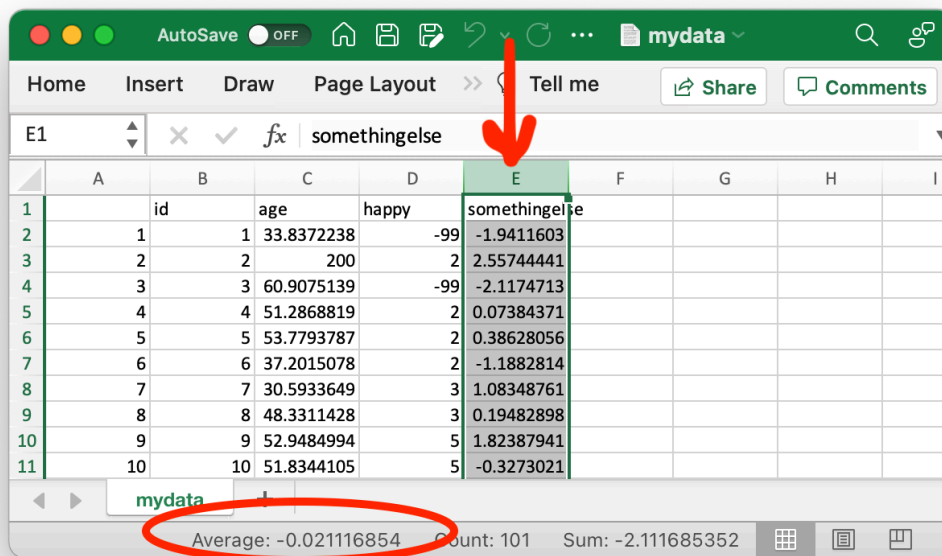 AutoSave OFF mydata
Home Insert Draw Page Layout Tell me Share Comments
E1 fx somethingelse
A B C D E F G H I
1 id age happy somethingelse
2 1 1 33.8372238 -99 -1.9411603
3 2 2 200 2 2.55744441
4 3 3 60.9075139 -99 -2.1174713
5 4 4 51.2868819 2 0.07384371
6 5 5 53.7793787 2 0.38628056
7 6 6 37.2015078 2 -1.1882814
8 7 7 30.5933649 3 1.08348761
9 8 8 48.3311428 3 0.19482898
10 9 9 52.9484994 5 1.82387941
11 10 10 51.8344105 5 -0.3273021
mydata +
Average: -0.021116854 Count: 101 Sum: -2.111685352